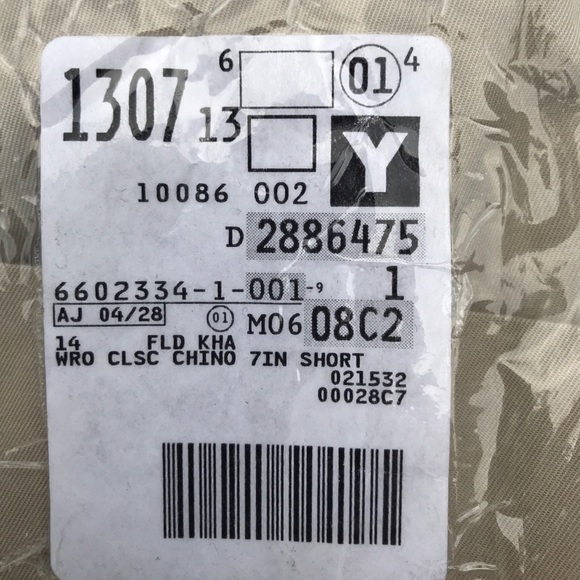 6 01 4
1307 13 Y
10086 002
D 2886475
6602334-1-001-9 1
AJ 04/28 01 M06 08C2
14 FLD KHA
WRO CLSC CHINO 7IN SHORT
021532
00028C7